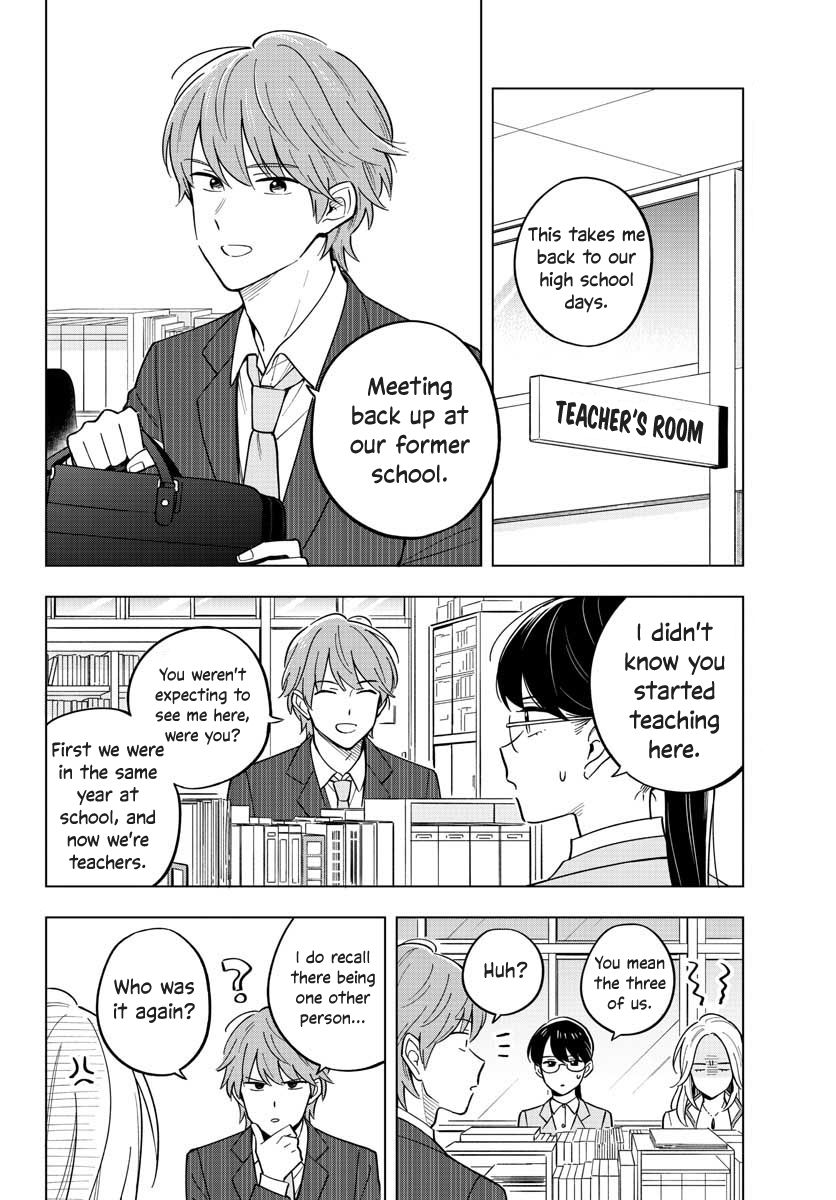 This takes me
back to our
high school
days.
TEACHER'S ROOM
Meeting
back up at
our former
school.
I didn't
know you
started
teaching
here.
You weren't
expecting to
see me here,
were you?
First we were
in the same
year at
school, and
now we're
teachers.
You mean
the three
of us.
Huh?
I do recall
there being
one other
person...
?
Who was
it again?